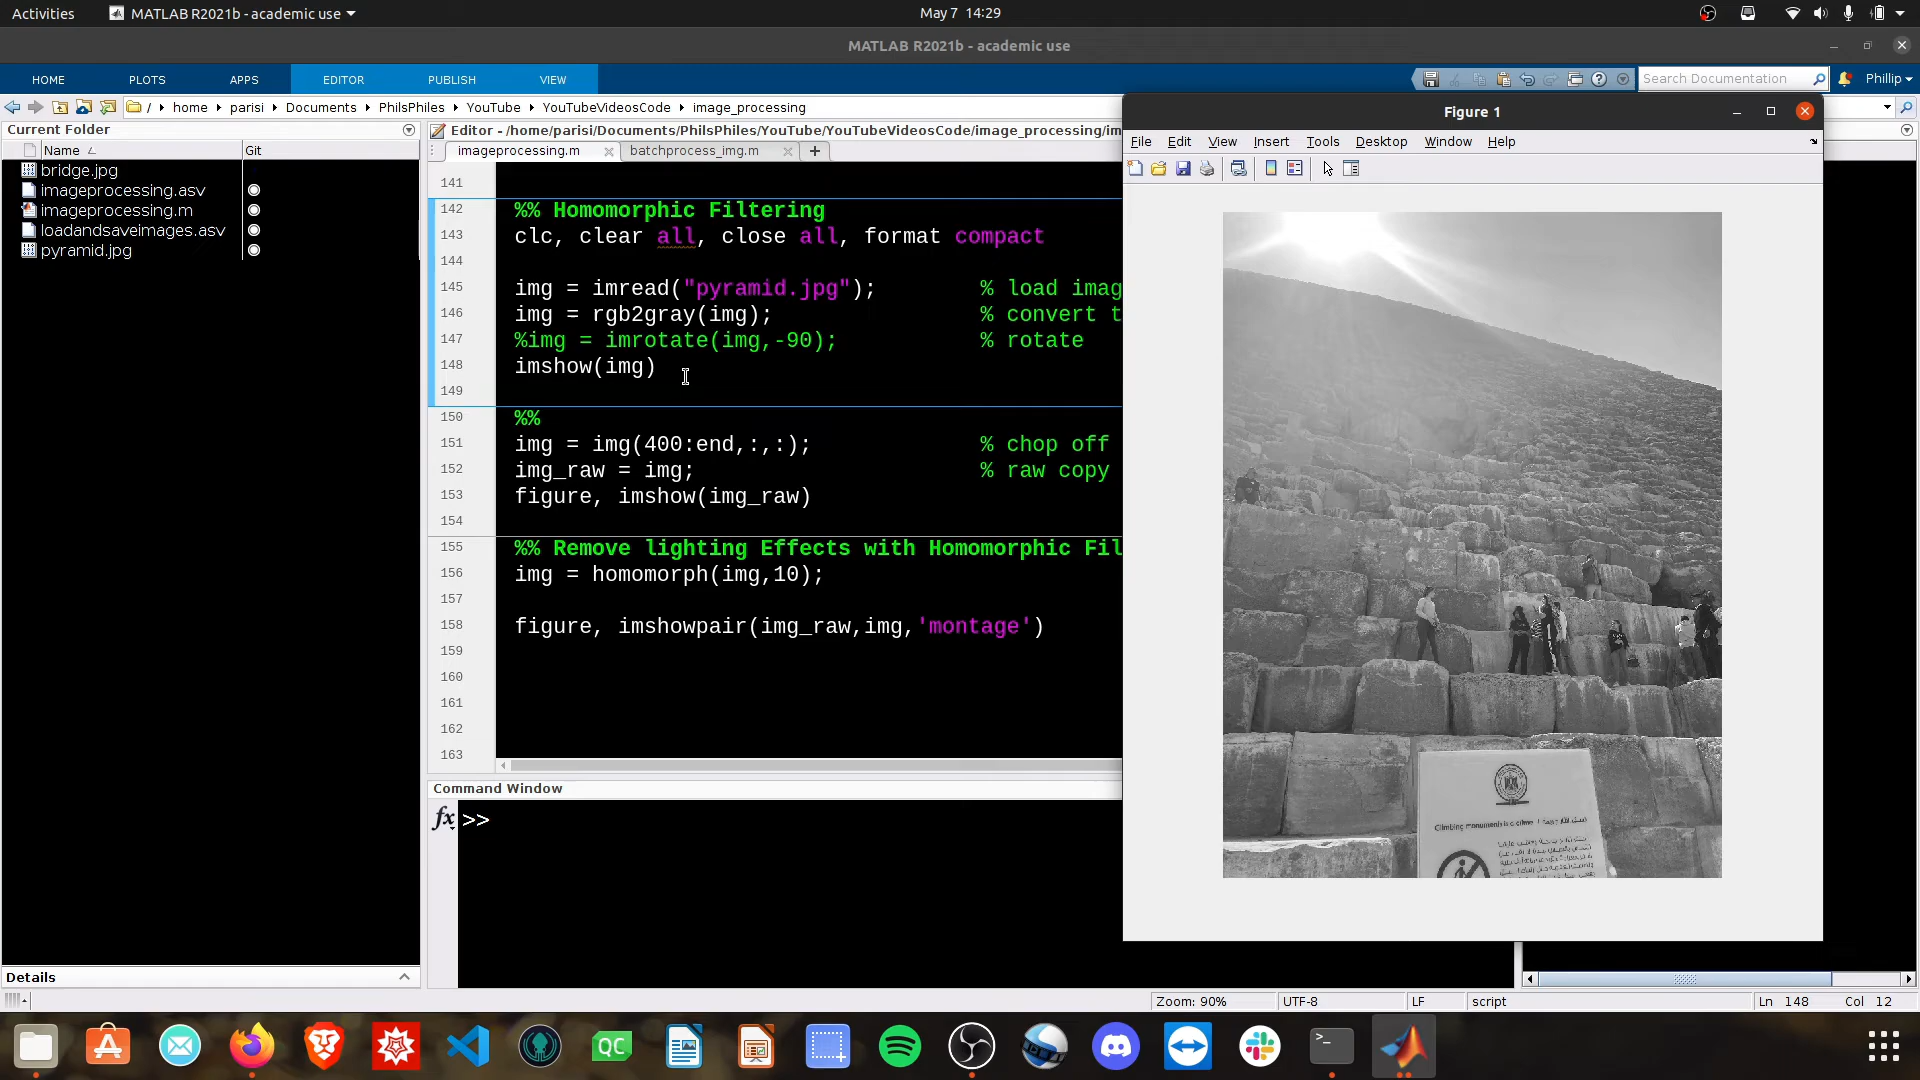 Activities MATLAB R2021b - academic use May 7 14:29
MATLAB R2021b - academic use
HOME PLOTS APPS EDITOR PUBLISH VIEW Search Documentation Phillip
/ home parisi Documents PhilsPhiles YouTube YouTubeVideosCode image_processing
Current Folder
Name Git
bridge.jpg
imageprocessing.asv
imageprocessing.m
loadandsaveimages.asv
pyramid.jpg
Details
Editor - /home/parisi/Documents/PhilsPhiles/YouTube/YouTubeVideosCode/image_processing/im
imageprocessing.m batchprocess_img.m
141
142 %% Homomorphic Filtering
143 clc, clear all, close all, format compact
144
145 img = imread("pyramid.jpg"); % load imag
146 img = rgb2gray(img); % convert t
147 %img = imrotate(img,-90); % rotate
148 imshow(img)
149
150 %%
151 img = img(400:end,:,:); % chop off
152 img_raw = img; % raw copy
153 figure, imshow(img_raw)
154
155 %% Remove lighting Effects with Homomorphic Fil
156 img = homomorph(img,10);
157
158 figure, imshowpair(img_raw,img,'montage')
159
160
161
162
163
Command Window
fx >>
Figure 1
File Edit View Insert Tools Desktop Window Help
Climbing monuments is a crime
Zoom: 90% UTF-8 LF script Ln 148 Col 12
QC